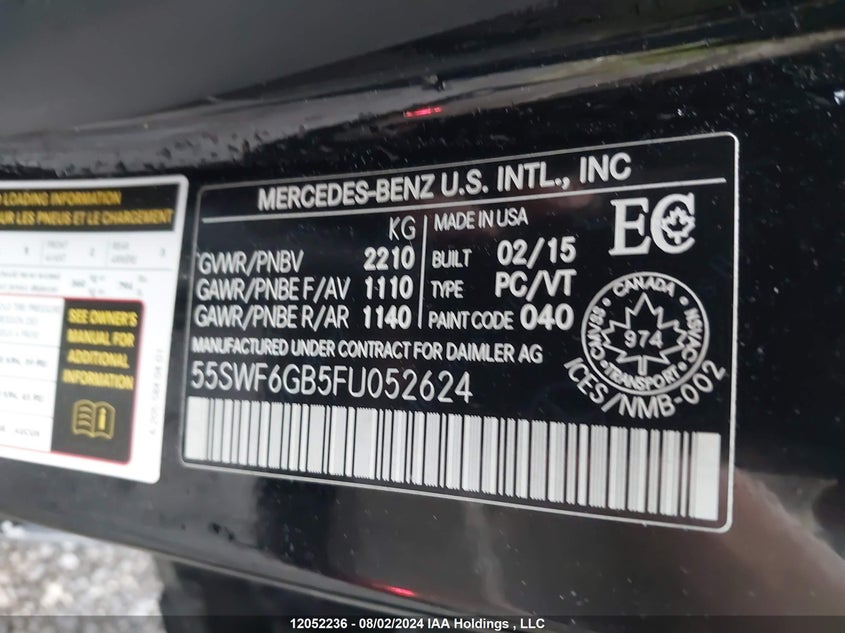 LOADING INFORMATION
LES PNEUS ET LE CHARGEMENT
SEE OWNER'S
MANUAL FOR
ADDITIONAL
INFORMATION
MERCEDES-BENZ U.S. INTL., INC
KG
GVWR/PNBV 2210
GAWR/PNBE F/AV 1110
GAWR/PNBE R/AR 1140
MADE IN USA
BUILT 02/15
TYPE PC/VT
PAINT CODE 040
MANUFACTURED UNDER CONTRACT FOR DAIMLER AG
55SWF6GB5FU052624
EC
CANADA
NSVAC
974
TRANSPORT
ICES/NMB-002
12052236 - 08/02/2024 IAA Holdings , LLC